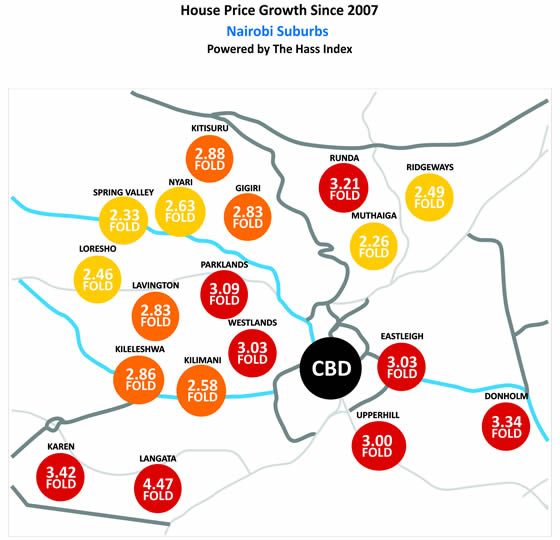 House Price Growth Since 2007
Nairobi Suburbs
Powered by The Hass Index
KITISURU
2.88
FOLD
RUNDA
3.21
FOLD
RIDGEWAYS
2.49
FOLD
NYARI
2.63
FOLD
GIGIRI
2.83
FOLD
SPRING VALLEY
2.33
FOLD
MUTHAIGA
2.26
FOLD
LORESHO
2.46
FOLD
PARKLANDS
3.09
FOLD
LAVINGTON
2.83
FOLD
WESTLANDS
3.03
FOLD
EASTLEIGH
3.03
FOLD
CBD
KILELESHWA
2.86
FOLD
KILIMANI
2.58
FOLD
DONHOLM
3.34
FOLD
UPPERHILL
3.00
FOLD
KAREN
3.42
FOLD
LANGATA
4.47
FOLD